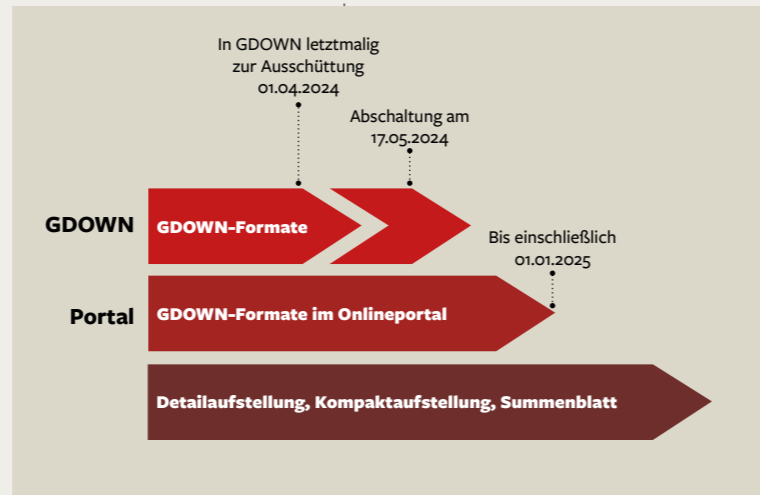 In GDOWN letztmalig
zur Ausschüttung
01.04.2024
Abschaltung am
17.05.2024
GDOWN
GDOWN-Formate
Bis einschließlich
01.01.2025
Portal
GDOWN-Formate im Onlineportal
Detailaufstellung, Kompaktaufstellung, Summenblatt